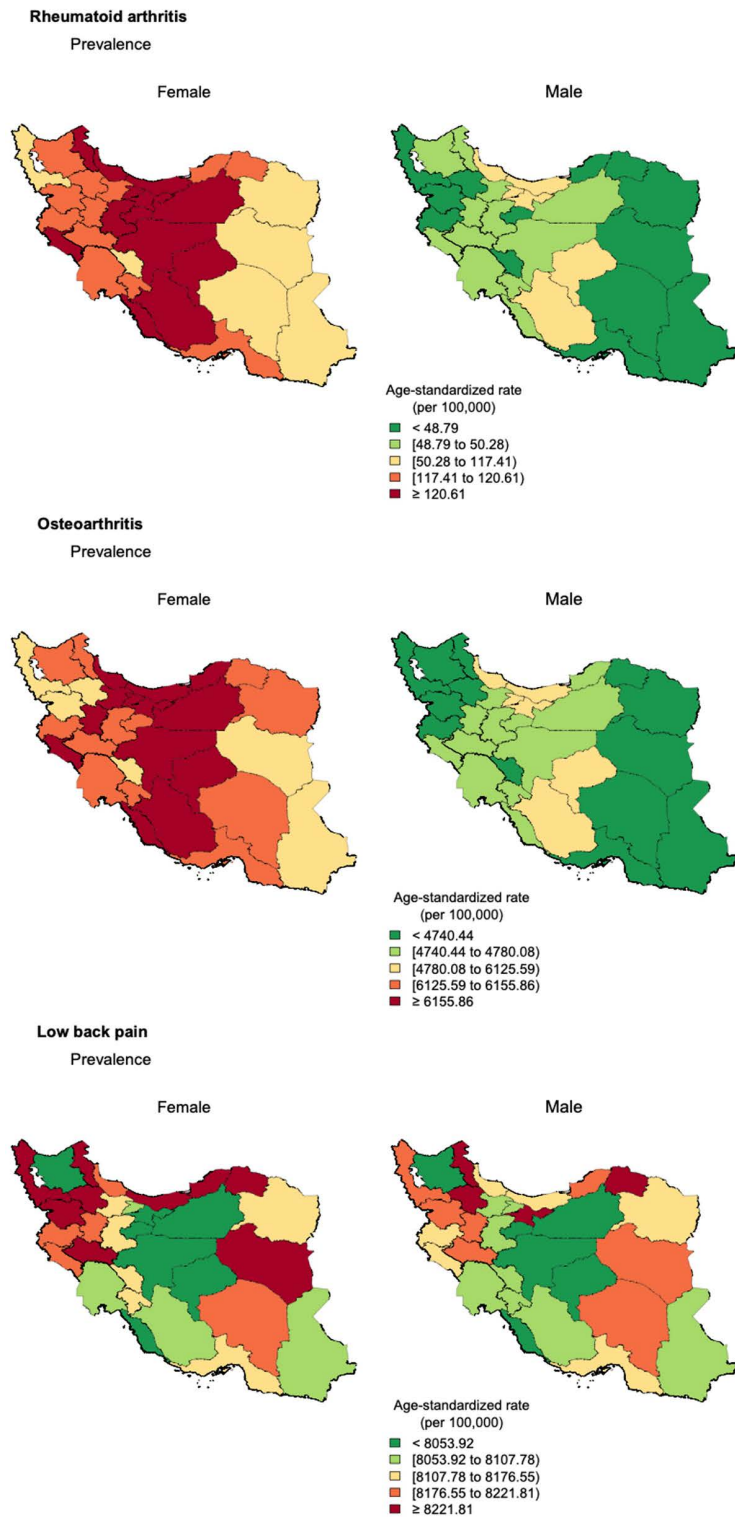 Rheumatoid arthritis
Prevalence
Female
Male
Age-standardized rate
(per 100,000)
< 48.79
[48.79 to 50.28)
[50.28 to 117.41)
[117.41 to 120.61)
≥ 120.61
Osteoarthritis
Prevalence
Female
Male
Age-standardized rate
(per 100,000)
< 4740.44
[4740.44 to 4780.08)
[4780.08 to 6125.59)
[6125.59 to 6155.86)
≥ 6155.86
Low back pain
Prevalence
Female
Male
Age-standardized rate
(per 100,000)
< 8053.92
[8053.92 to 8107.78)
[8107.78 to 8176.55)
[8176.55 to 8221.81)
≥ 8221.81